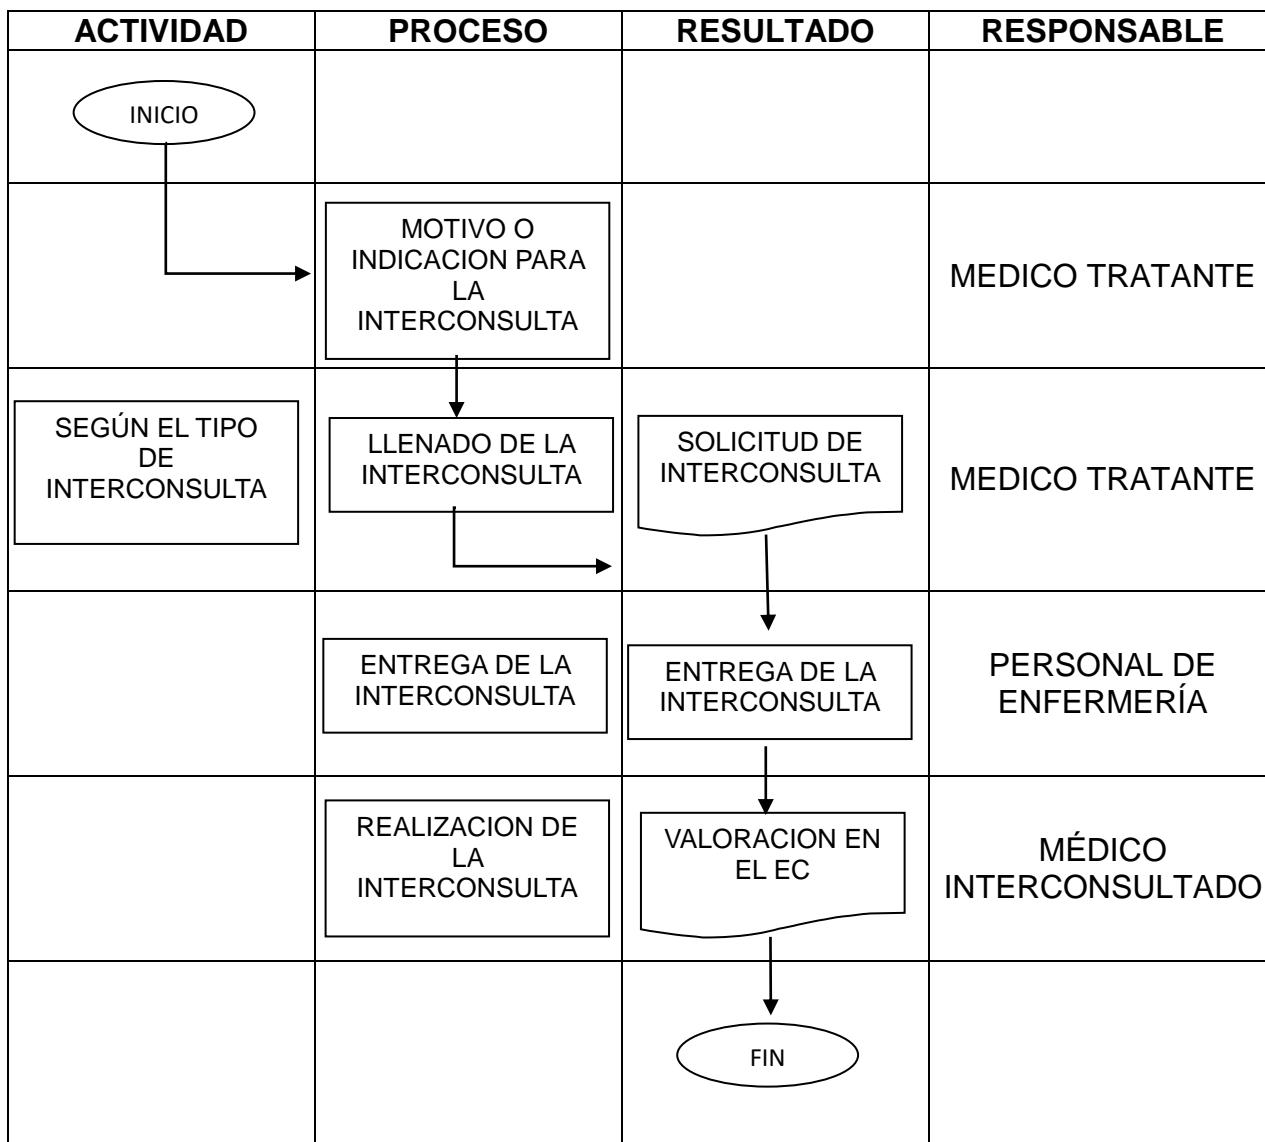 ACTIVIDAD
PROCESO
RESULTADO
RESPONSABLE
INICIO
MOTIVO O
INDICACION PARA
LA
INTERCONSULTA
MEDICO TRATANTE
SEGÚN EL TIPO
DE
INTERCONSULTA
LLENADO DE LA
INTERCONSULTA
SOLICITUD DE
INTERCONSULTA
MEDICO TRATANTE
ENTREGA DE LA
INTERCONSULTA
ENTREGA DE LA
INTERCONSULTA
PERSONAL DE
ENFERMERÍA
REALIZACION DE
LA
INTERCONSULTA
VALORACION EN
EL EC
MÉDICO
INTERCONSULTADO
FIN